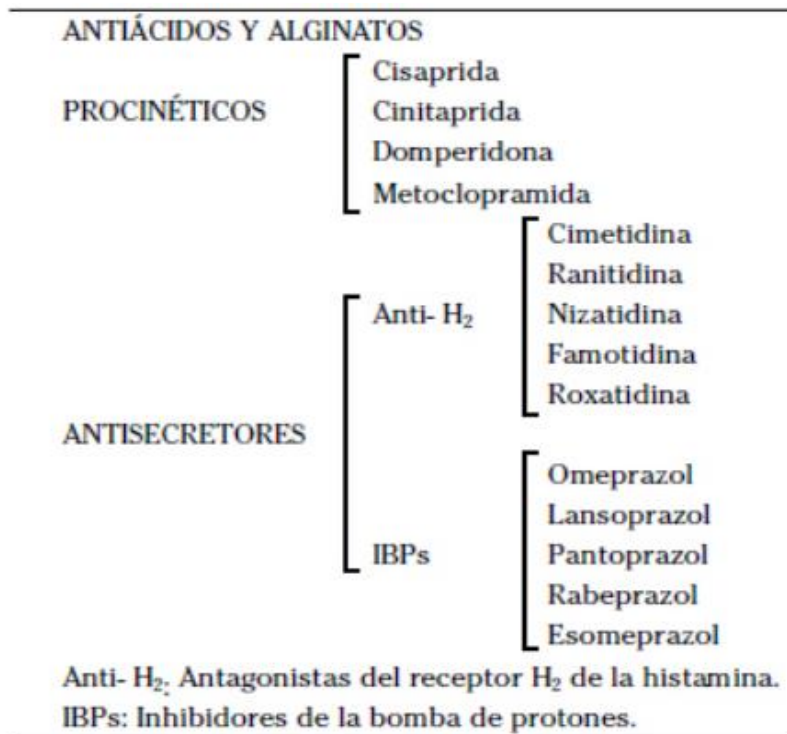 ANTIÁCIDOS Y ALGINATOS
Cisaprida
PROCINÉTICOS
Cinitaprida
Domperidona
Metoclopramida
Cimetidina
Ranitidina
Anti- H₂
Nizatidina
Famotidina
Roxatidina
ANTISECRETORES
Omeprazol
Lansoprazol
IBPs
Pantoprazol
Rabeprazol
Esomeprazol
Anti- H₂: Antagonistas del receptor H₂ de la histamina.
IBPs: Inhibidores de la bomba de protones.